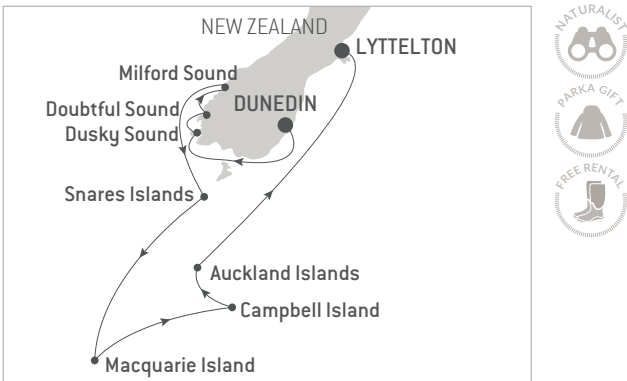 NEW ZEALAND
LYTTELTON
Milford Sound
Doubtful Sound
DUNEDIN
Dusky Sound
Snares Islands
Auckland Islands
Campbell Island
Macquarie Island
NATURALIST
PARKA GIFT
FREE RENTAL